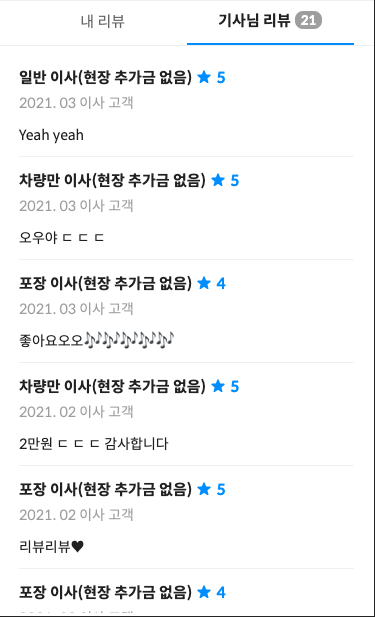 내 리뷰
기사님 리뷰 21
일반 이사(현장 추가금 없음) ★ 5
2021. 03 이사 고객
Yeah yeah
차량만 이사(현장 추가금 없음) ★ 5
2021. 03 이사 고객
오우야 ㄷ ㄷ ㄷ
포장 이사(현장 추가금 없음) ★ 4
2021. 03 이사 고객
좋아요오오🎶🎶🎶🎶🎶
차량만 이사(현장 추가금 없음) ★ 5
2021. 02 이사 고객
2만원 ㄷ ㄷ ㄷ 감사합니다
포장 이사(현장 추가금 없음) ★ 5
2021. 02 이사 고객
리뷰리뷰♥
포장 이사(현장 추가금 없음) ★ 4